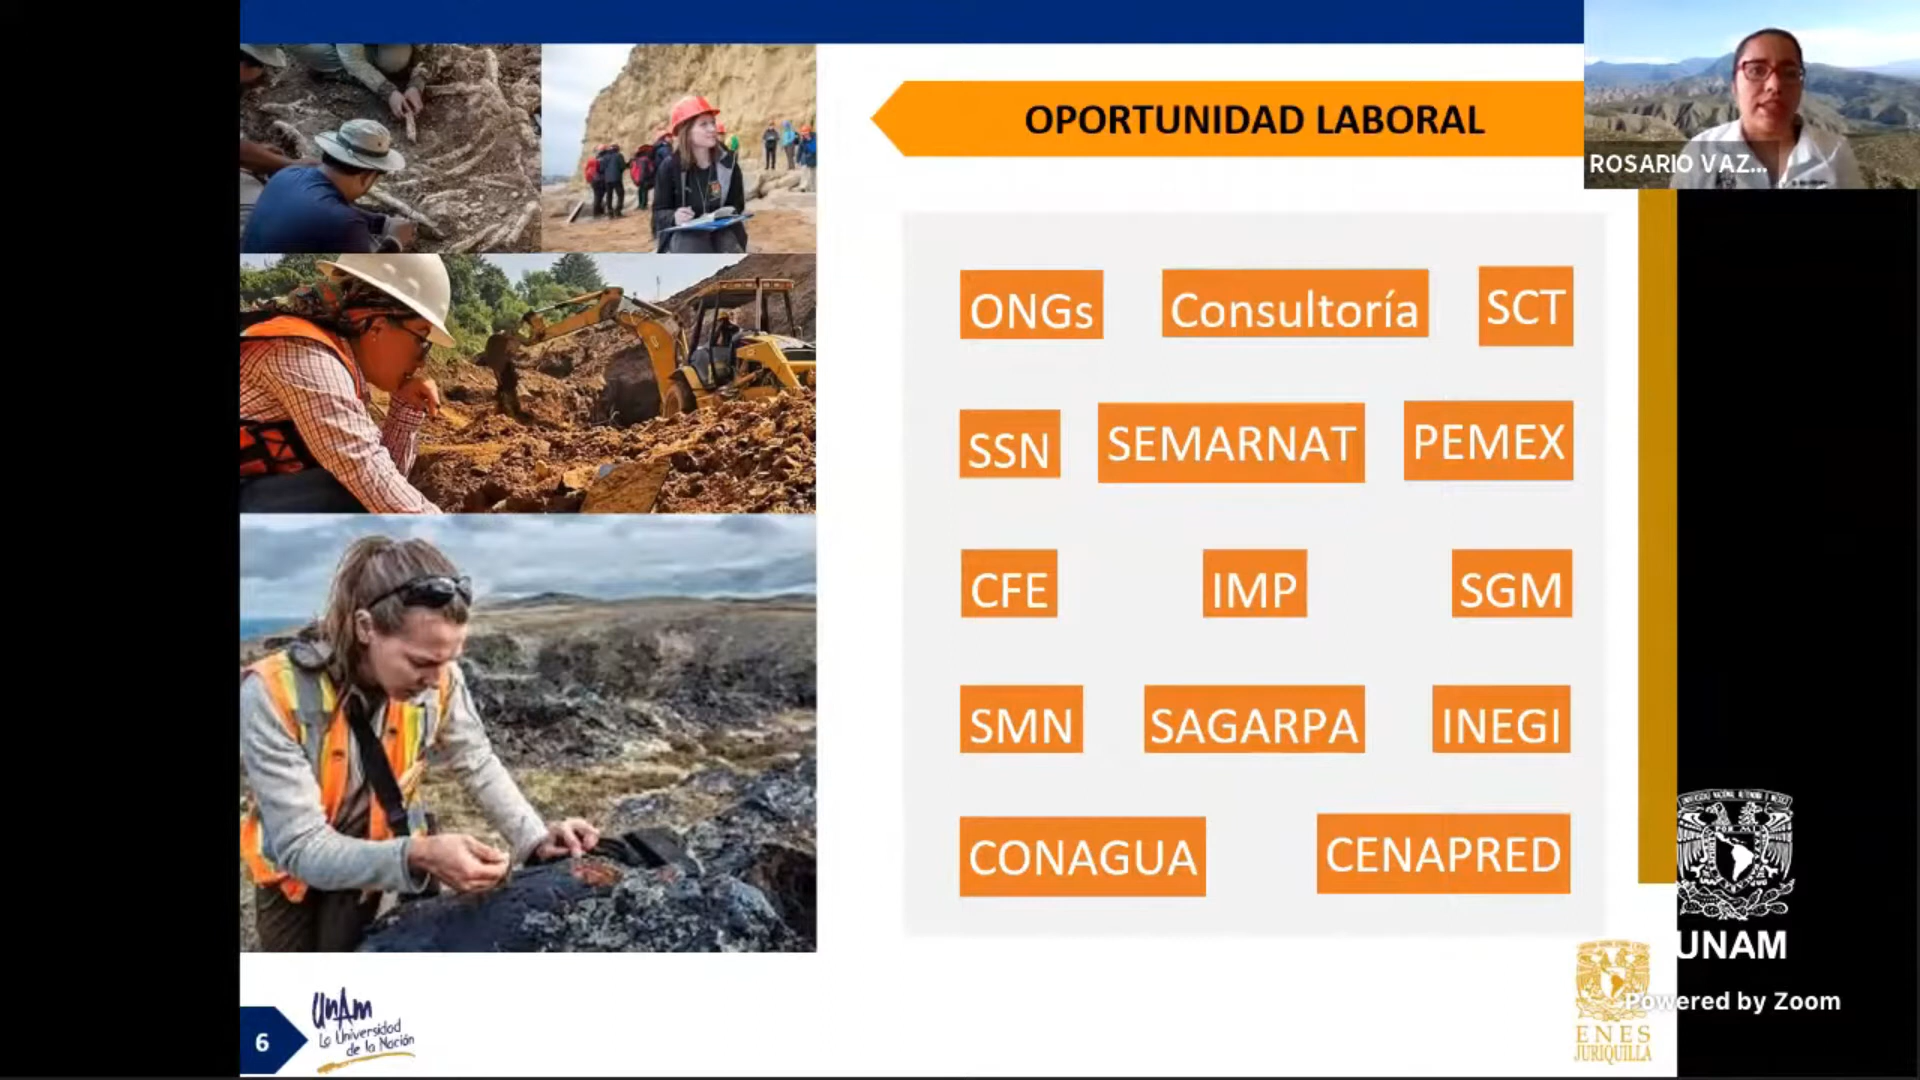 OPORTUNIDAD LABORAL
ROSARIO VAZ...
ONGs Consultoría SCT
SSN SEMARNAT PEMEX
CFE IMP SGM
SMN SAGARPA INEGI
CONAGUA CENAPRED
UNAM
Powered by Zoom
ENES
JURIQUILLA
6
UnAm
La Universidad
de la Nación